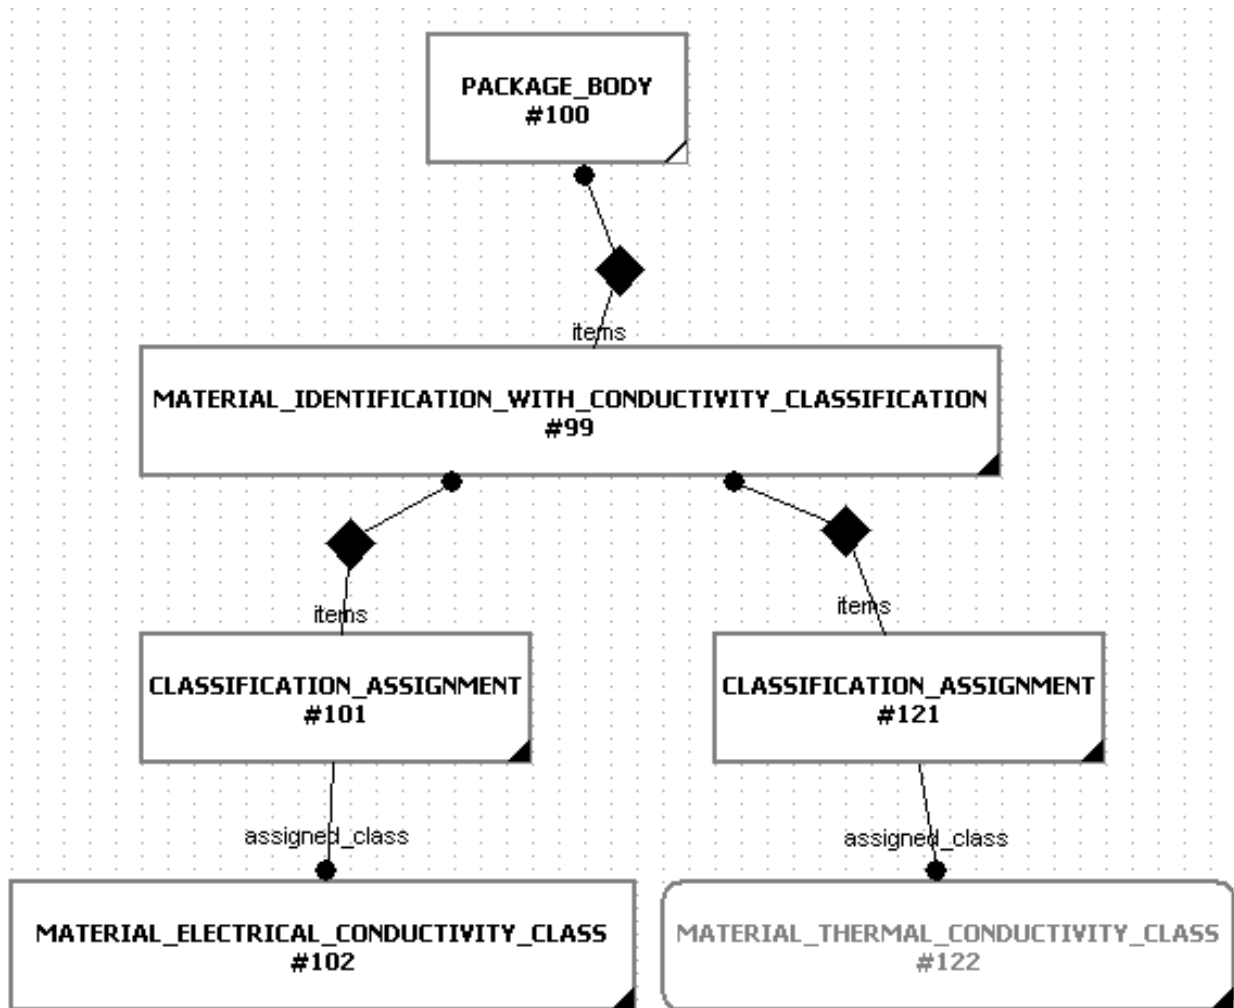 PACKAGE_BODY
#100
items
MATERIAL_IDENTIFICATION_WITH_CONDUCTIVITY_CLASSIFICATION
#99
items
items
CLASSIFICATION_ASSIGNMENT
#101
CLASSIFICATION_ASSIGNMENT
#121
assigned_class
assigned_class
MATERIAL_ELECTRICAL_CONDUCTIVITY_CLASS
#102
MATERIAL_THERMAL_CONDUCTIVITY_CLASS
#122